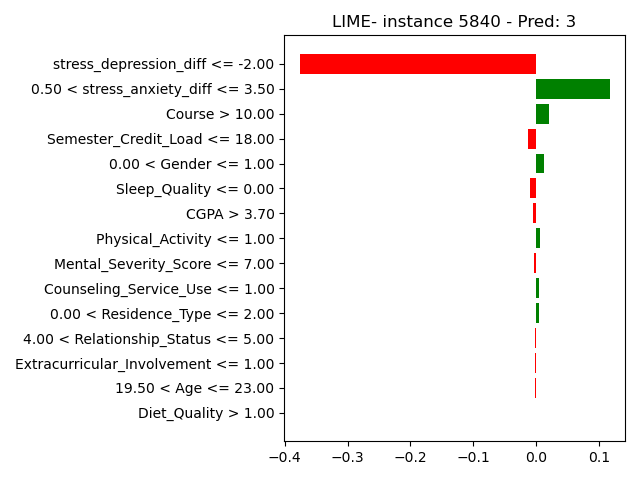 LIME- instance 5840 - Pred: 3
stress_depression_diff <= -2.00
0.50 < stress_anxiety_diff <= 3.50
Course > 10.00
Semester_Credit_Load <= 18.00
0.00 < Gender <= 1.00
Sleep_Quality <= 0.00
CGPA > 3.70
Physical_Activity <= 1.00
Mental_Severity_Score <= 7.00
Counseling_Service_Use <= 1.00
0.00 < Residence_Type <= 2.00
4.00 < Relationship_Status <= 5.00
Extracurricular_Involvement <= 1.00
19.50 < Age <= 23.00
Diet_Quality > 1.00
−0.4 −0.3 −0.2 −0.1 0.0 0.1